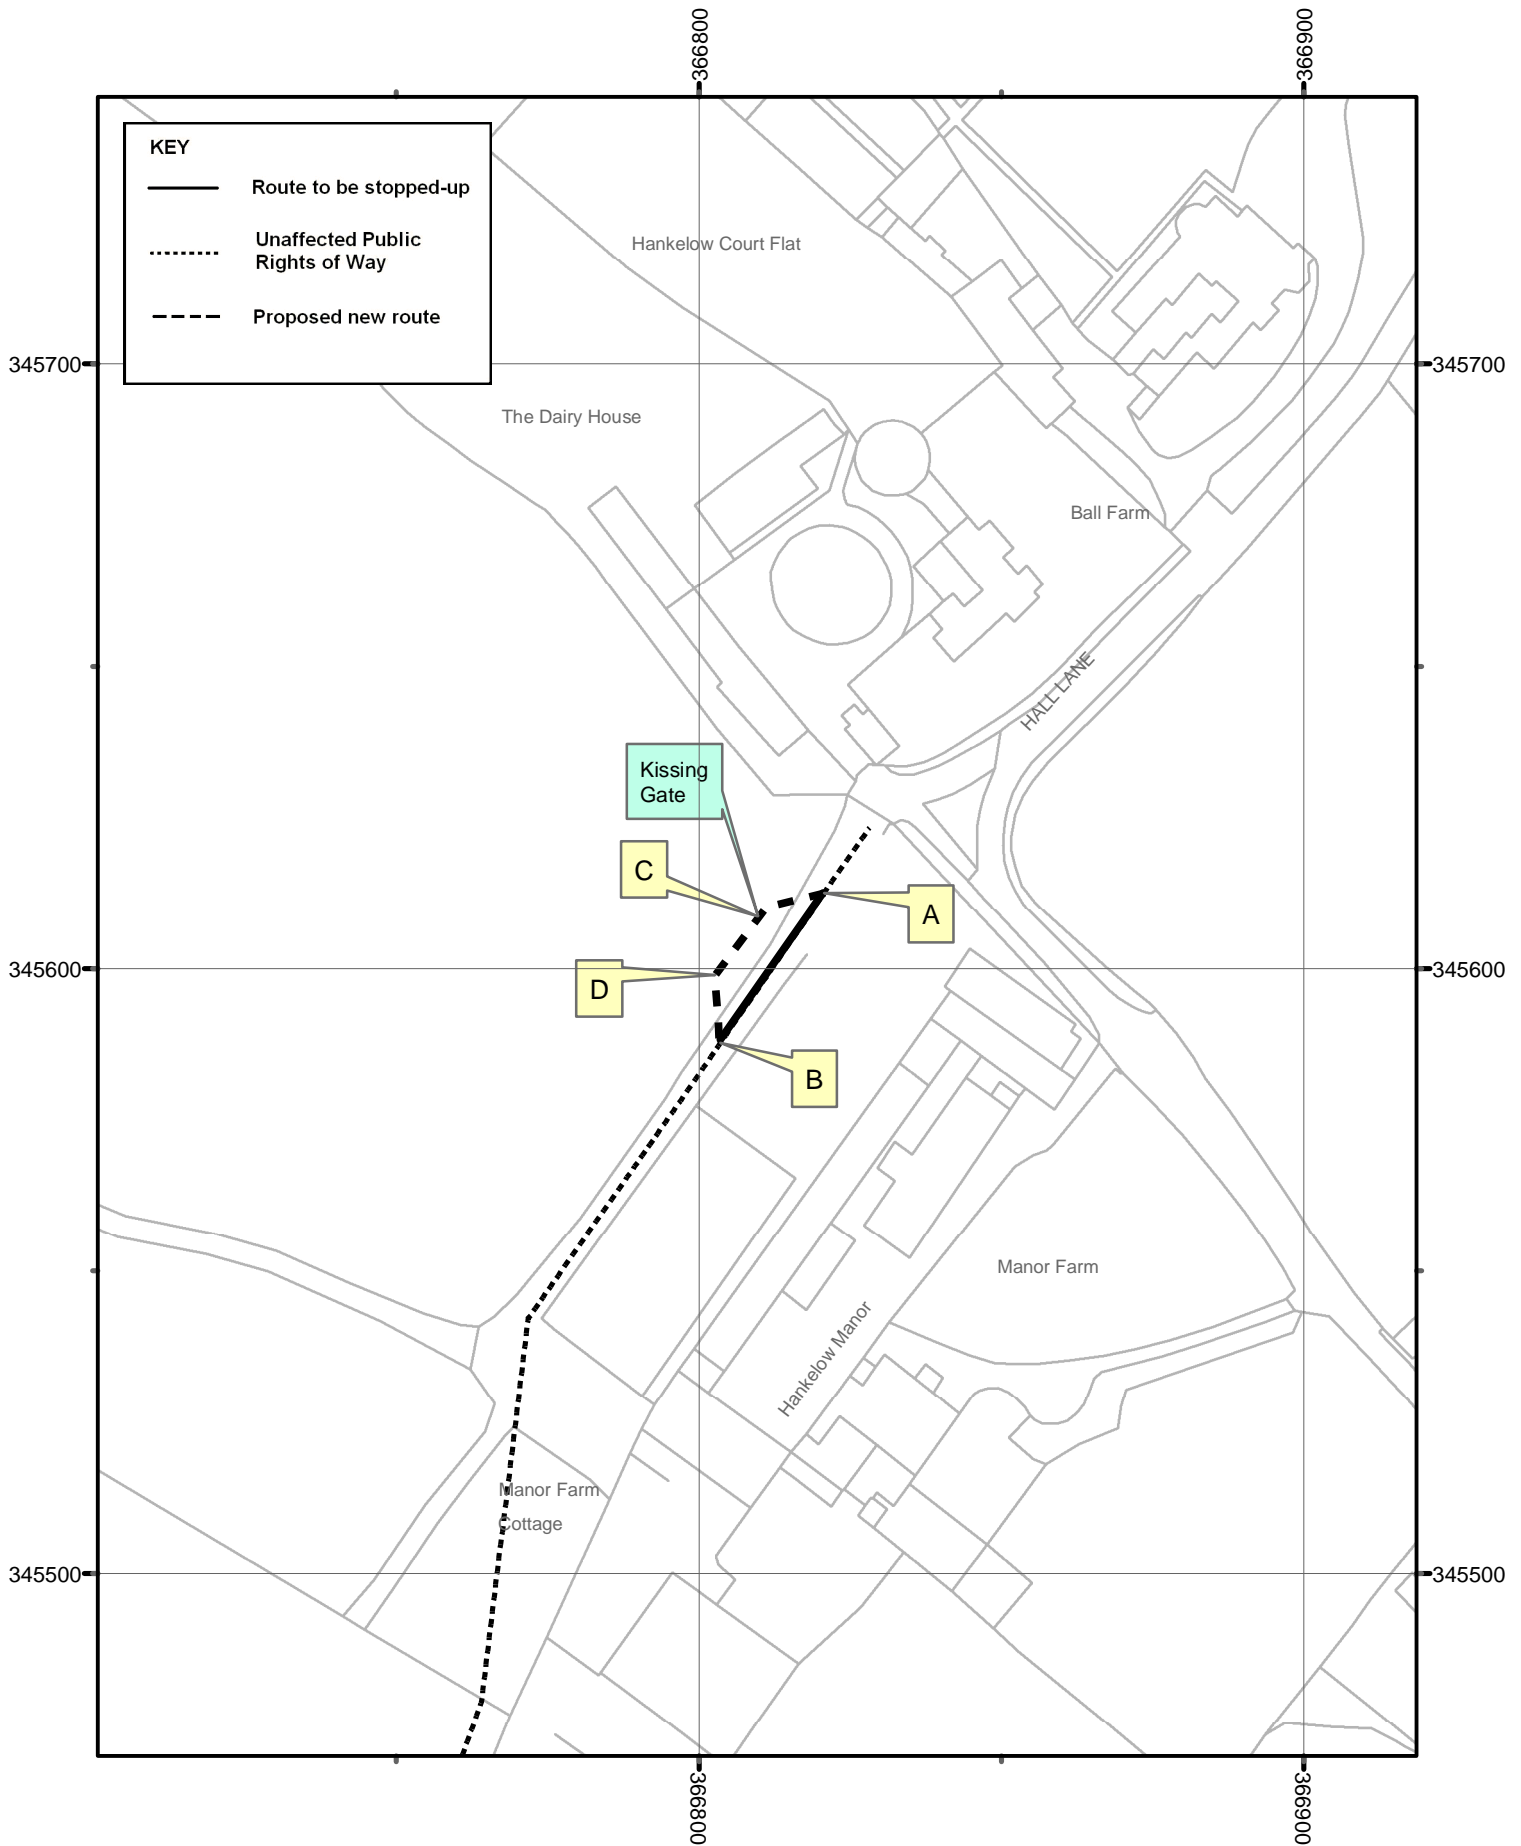 366800
366900
KEY
Route to be stopped-up
Unaffected Public
Rights of Way
Proposed new route
Hankelow Court Flat
345700
345700
The Dairy House
Ball Farm
HALL LANE
Kissing
Gate
C
A
345600
345600
D
B
Manor Farm
Hankelow Manor
Manor Farm
Cottage
345500
345500
366800
366900